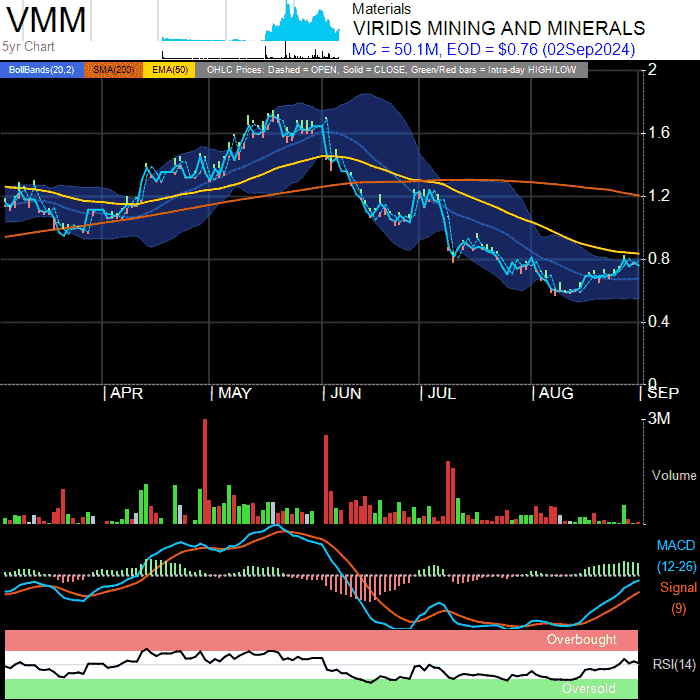 VMM
5yr Chart
Materials
VIRIDIS MINING AND MINERALS
MC = 50.1M, EOD = $0.76 (02Sep2024)
BollBands(20,2) SMA(200) EMA(50) OHLC Prices: Dashed = OPEN, Solid = CLOSE, Green/Red bars = Intra-day HIGH/LOW
2
1.6
1.2
0.8
0.4
0
| APR | MAY | JUN | JUL | AUG | SEP
3M
Volume
MACD
(12-26)
Signal
(9)
Overbought
RSI(14)
Oversold